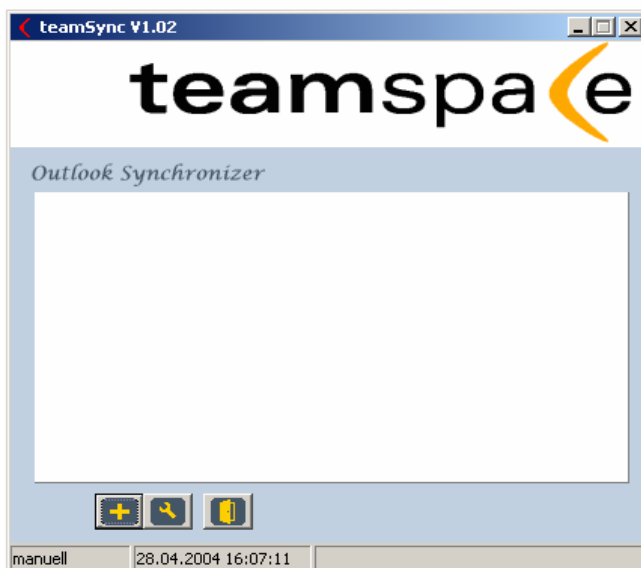 teamSync V1.02
teamspace
Outlook Synchronizer
manuell
28.04.2004 16:07:11